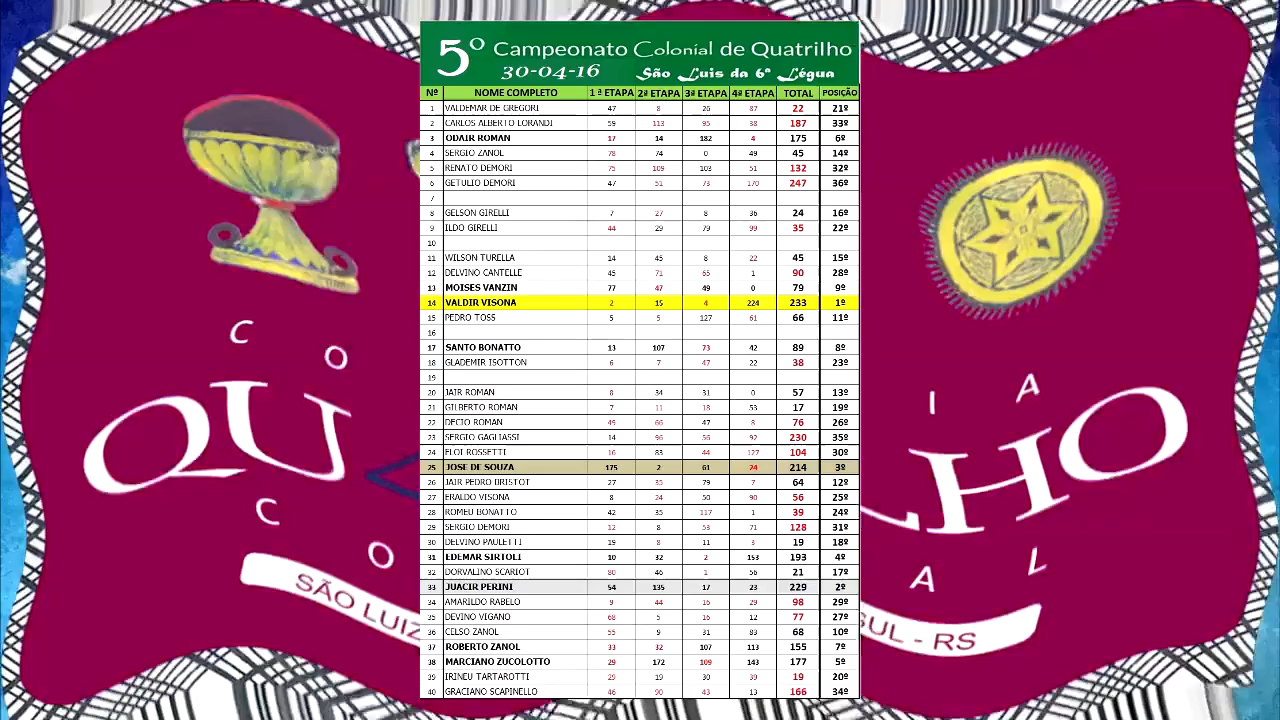 5º Campeonato Colonial de Quatrilho
30-04-16 São Luis da 6ª Légua
Nº NOME COMPLETO 1 ª ETAPA 2ª ETAPA 3ª ETAPA 4ª ETAPA TOTAL POSIÇÃO
1 VALDEMAR DE GREGORI 47 8 26 87 22 21º
2 CARLOS ALBERTO LORANDI 59 113 95 38 187 33º
3 ODAIR ROMAN 17 14 182 4 175 6º
4 SERGIO ZANOL 78 74 0 49 45 14º
5 RENATO DEMORI 75 109 103 51 132 32º
6 GETULIO DEMORI 47 51 73 170 247 36º
7
8 GELSON GIRELLI 7 27 8 36 24 16º
9 ILDO GIRELLI 44 29 79 99 35 22º
10
11 WILSON TURELLA 14 45 8 22 45 15º
12 DELVINO CANTELLE 45 71 65 1 90 28º
13 MOISES VANZIN 77 47 49 0 79 9º
14 VALDIR VISONA 2 15 4 224 233 1º
15 PEDRO TOSS 5 5 127 61 66 11º
16
17 SANTO BONATTO 13 107 73 42 89 8º
18 GLADEMIR ISOTTON 6 7 47 22 38 23º
19
20 JAIR ROMAN 8 34 31 0 57 13º
21 GILBERTO ROMAN 7 11 18 53 17 19º
22 DECIO ROMAN 49 66 47 8 76 26º
23 SERGIO GAGLIASSI 14 96 56 92 230 35º
24 ELOI ROSSETTI 16 83 44 127 104 30º
25 JOSE DE SOUZA 175 2 61 24 214 3º
26 JAIR PEDRO BRISTOT 27 35 79 7 64 12º
27 ERALDO VISONA 8 24 50 90 56 25º
28 ROMEU BONATTO 42 35 117 1 39 24º
29 SERGIO DEMORI 12 8 53 71 128 31º
30 DELVINO PAULETTI 19 8 11 3 19 18º
31 EDEMAR SIRTOLI 10 32 2 153 193 4º
32 DORVALINO SCARIOT 80 46 1 56 21 17º
33 JUACIR PERINI 54 135 17 23 229 2º
34 AMARILDO RABELO 9 44 16 29 98 29º
35 DEVINO VIGANO 68 5 16 12 77 27º
36 CELSO ZANOL 55 9 31 83 68 10º
37 ROBERTO ZANOL 33 32 107 113 155 7º
38 MARCIANO ZUCOLOTTO 29 172 109 143 177 5º
39 IRINEU TARTAROTTI 29 19 30 39 19 20º
40 GRACIANO SCAPINELLO 46 90 43 13 166 34º
C O I A
QU LHO
C O A L
SÃO LUIZ SUL - RS